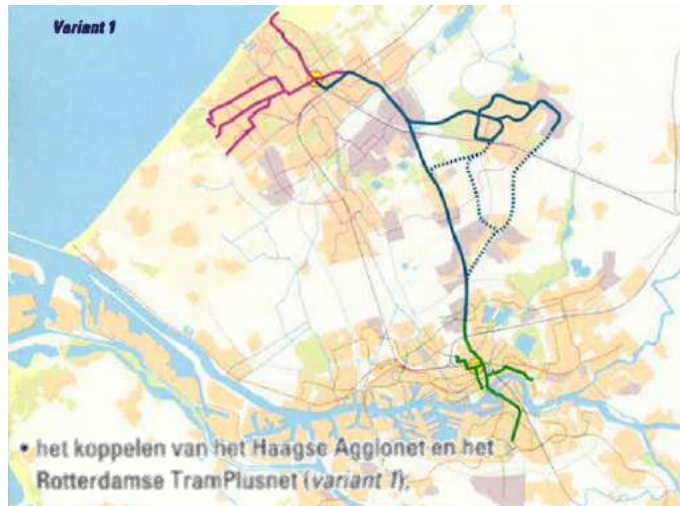 Variant 1
• het koppelen van het Haagse Agglonet en het
Rotterdamse TramPlusnet (variant 1),